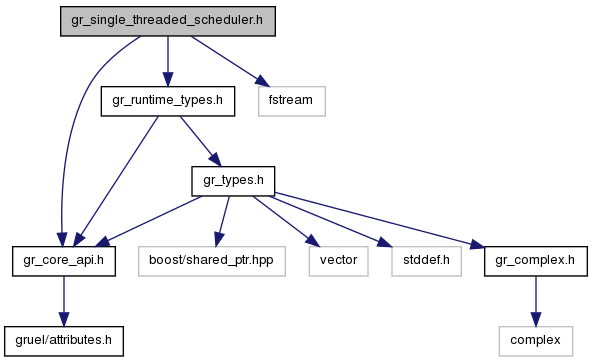 gr_single_threaded_scheduler.h
gr_runtime_types.h
fstream
gr_types.h
gr_core_api.h
boost/shared_ptr.hpp
vector
stddef.h
gr_complex.h
gruel/attributes.h
complex